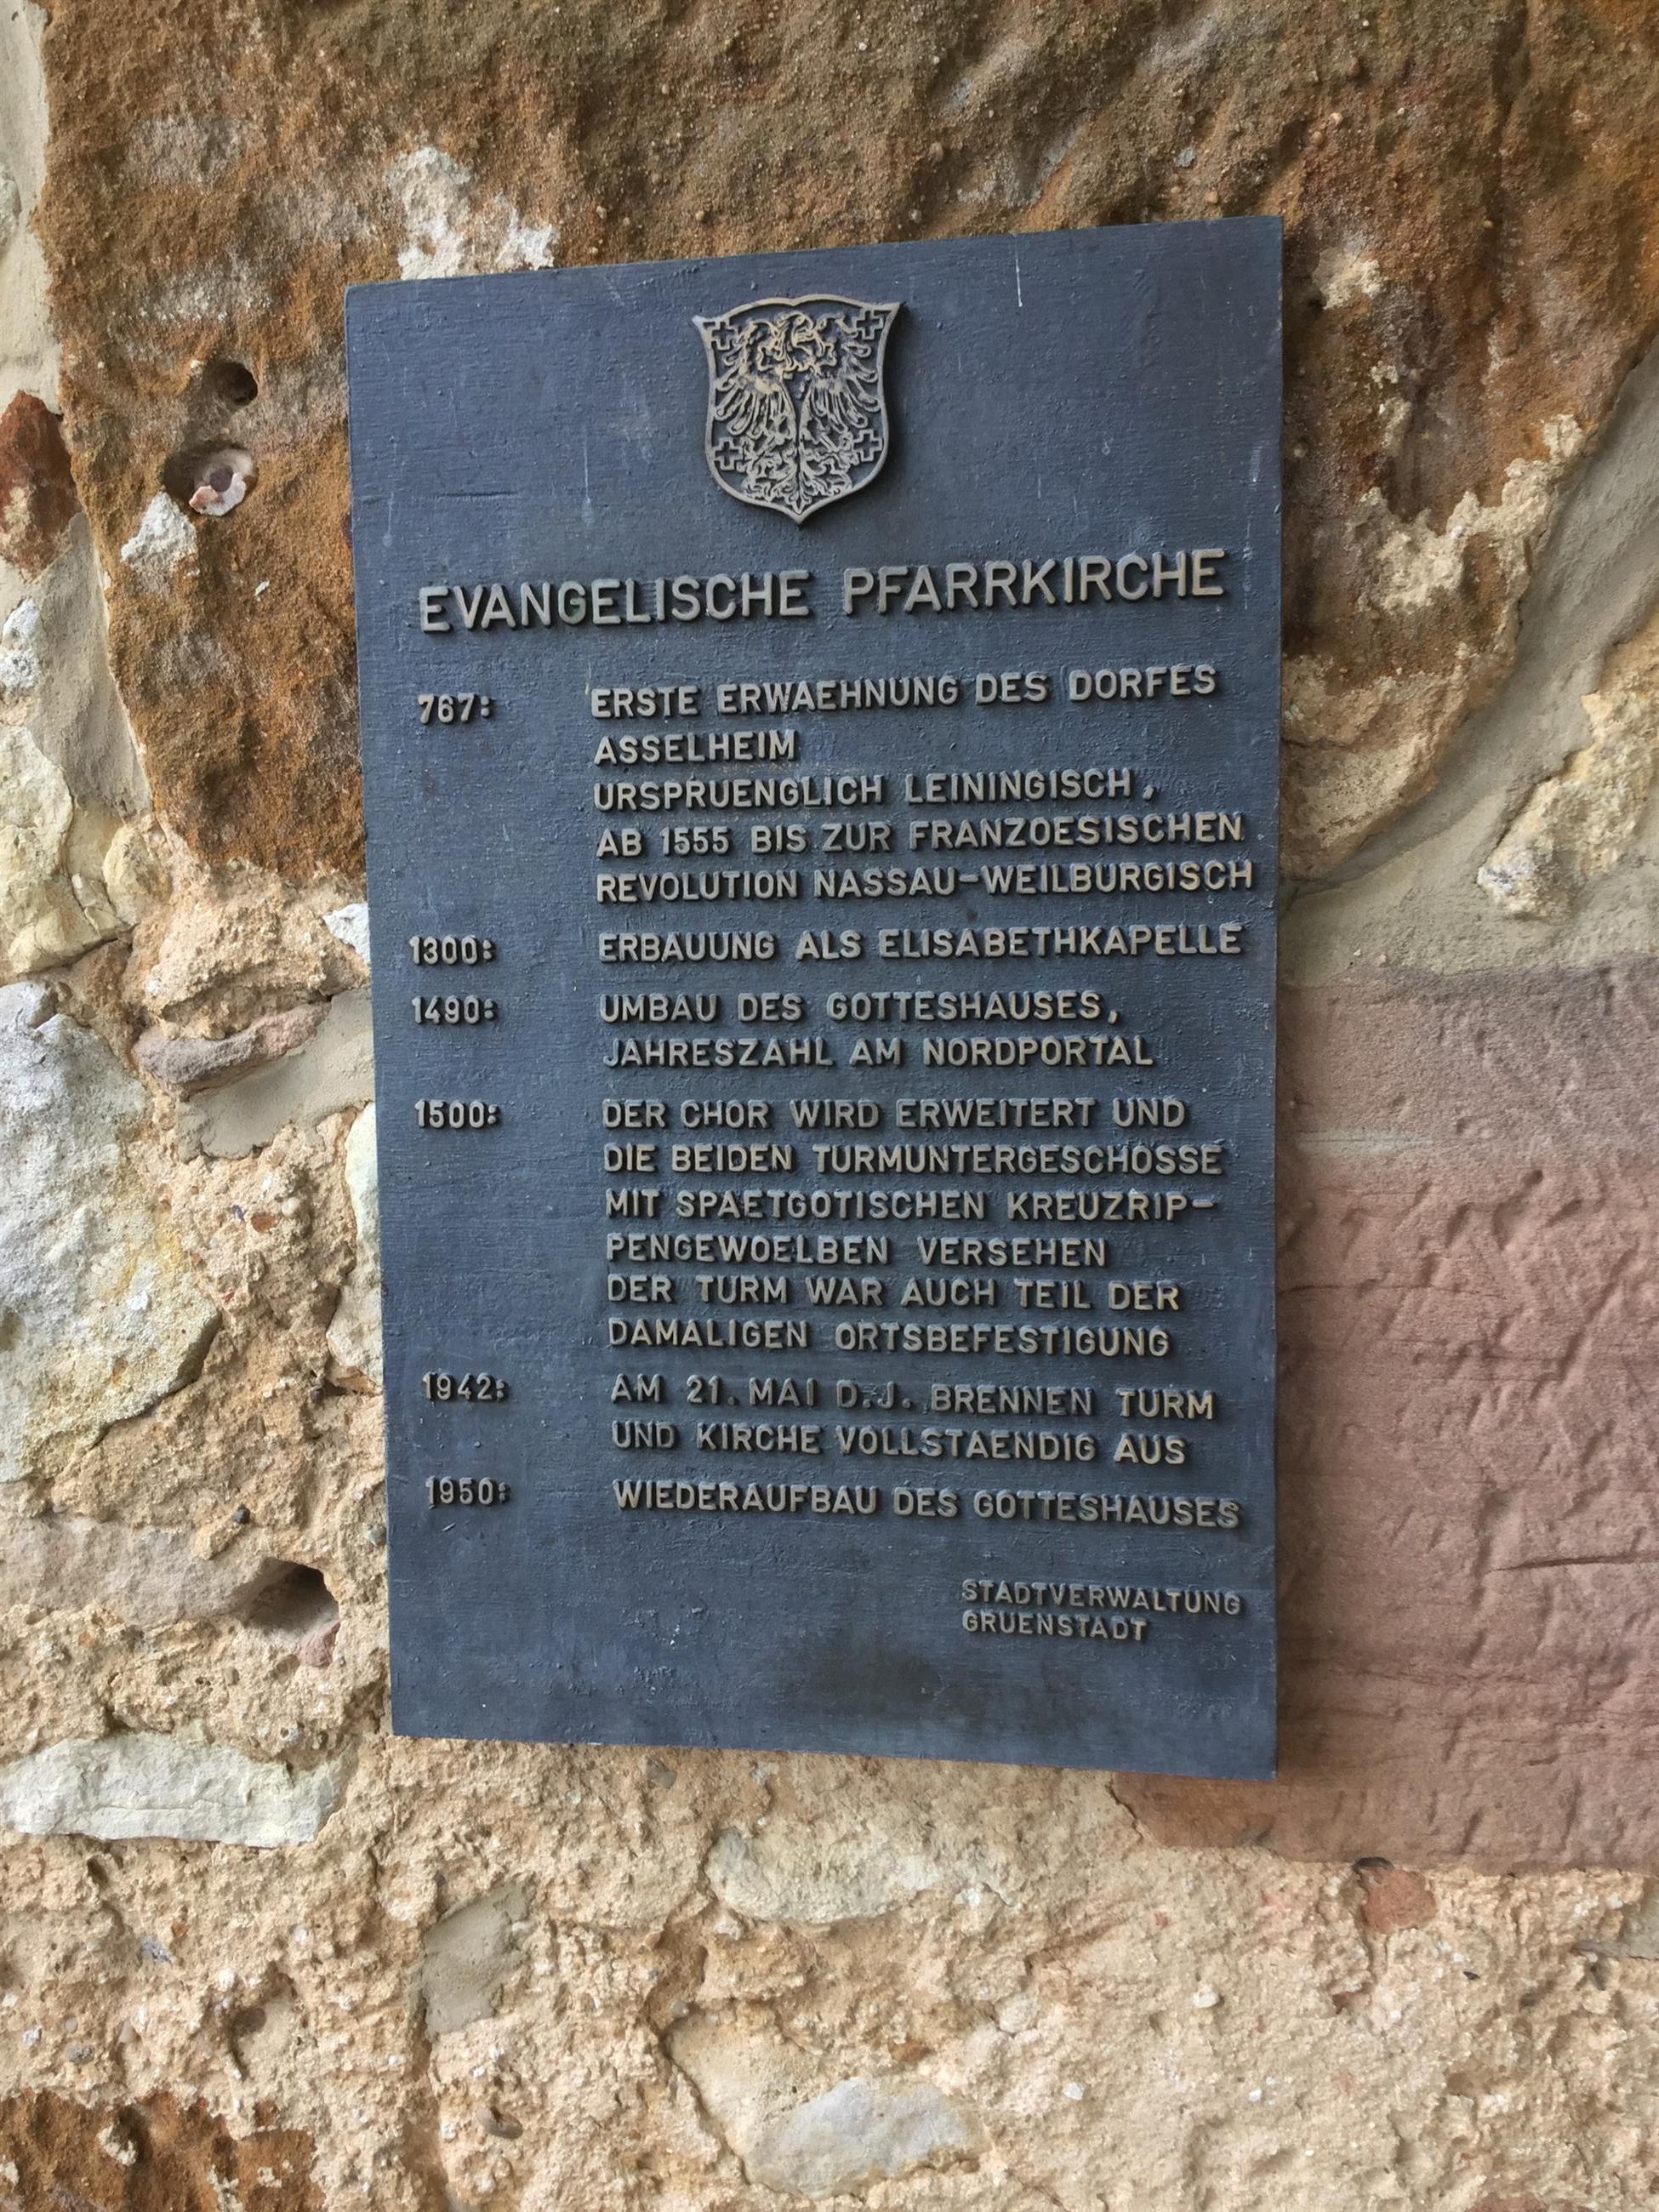 EVANGELISCHE PFARRKIRCHE
767: ERSTE ERWAEHNUNG DES DORFES
ASSELHEIM
URSPRUENGLICH LEININGISCH,
AB 1555 BIS ZUR FRANZOESISCHEN
REVOLUTION NASSAU-WEILBURGISCH
1300: ERBAUUNG ALS ELISABETHKAPELLE
1490: UMBAU DES GOTTESHAUSES,
JAHRESZAHL AM NORDPORTAL
1500: DER CHOR WIRD ERWEITERT UND
DIE BEIDEN TURMUNTERGESCHOSSE
MIT SPAETGOTISCHEN KREUZRIP-
PENGEWOELBEN VERSEHEN
DER TURM WAR AUCH TEIL DER
DAMALIGEN ORTSBEFESTIGUNG
1942: AM 21. MAI D.J. BRENNEN TURM
UND KIRCHE VOLLSTAENDIG AUS
1950: WIEDERAUFBAU DES GOTTESHAUSES
STADTVERWALTUNG
GRUENSTADT